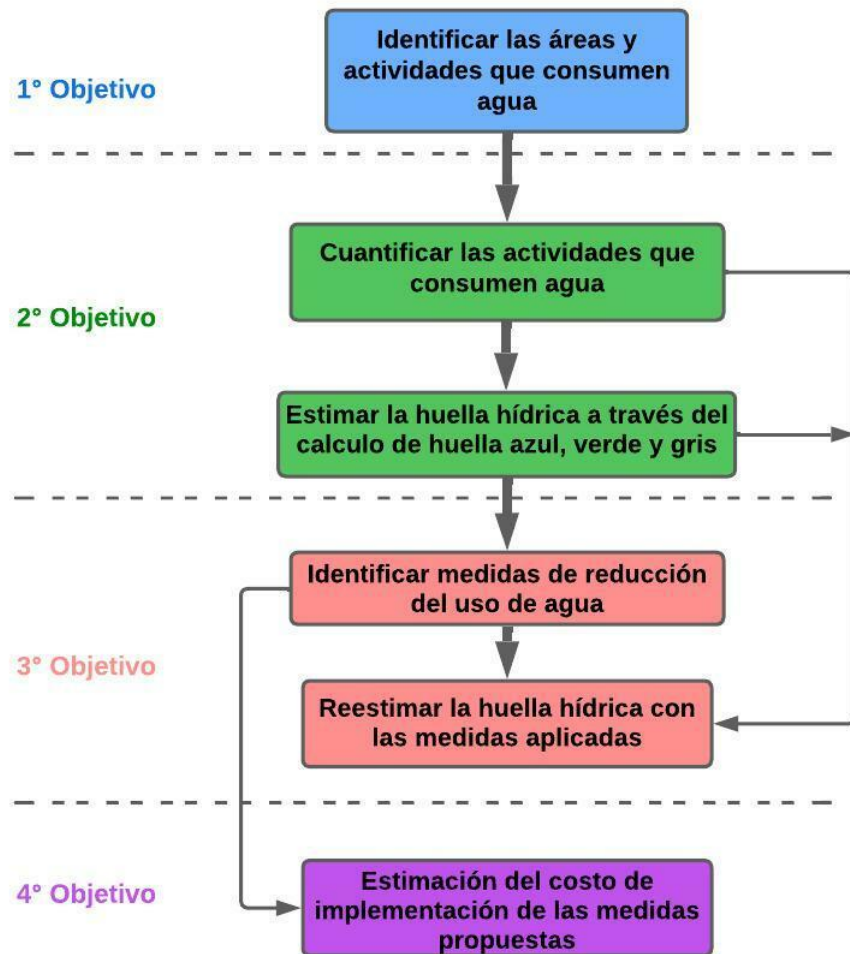 1° Objetivo
Identificar las áreas y
actividades que consumen
agua
2° Objetivo
Cuantificar las actividades que
consumen agua
Estimar la huella hídrica a través del
calculo de huella azul, verde y gris
3° Objetivo
Identificar medidas de reducción
del uso de agua
Reestimar la huella hídrica con
las medidas aplicadas
4° Objetivo
Estimación del costo de
implementación de las medidas
propuestas